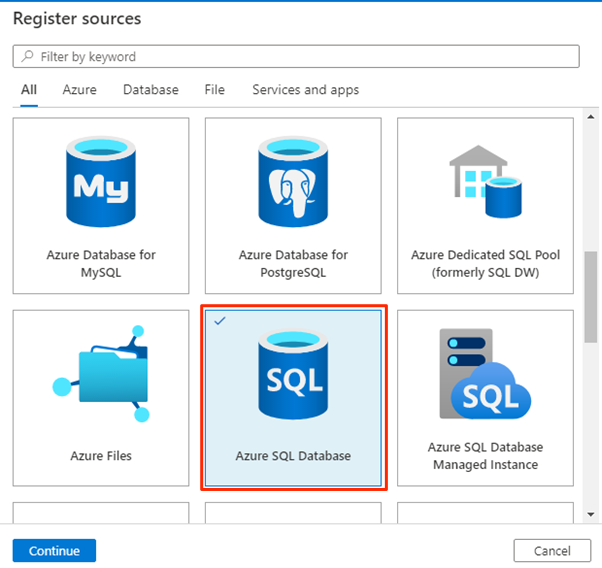 Register sources
Filter by keyword
All Azure Database File Services and apps
My
Azure Database for
MySQL
Azure Database for
PostgreSQL
Azure Dedicated SQL Pool
(formerly SQL DW)
Azure Files
SQL
Azure SQL Database
SQL
Azure SQL Database
Managed Instance
Continue Cancel